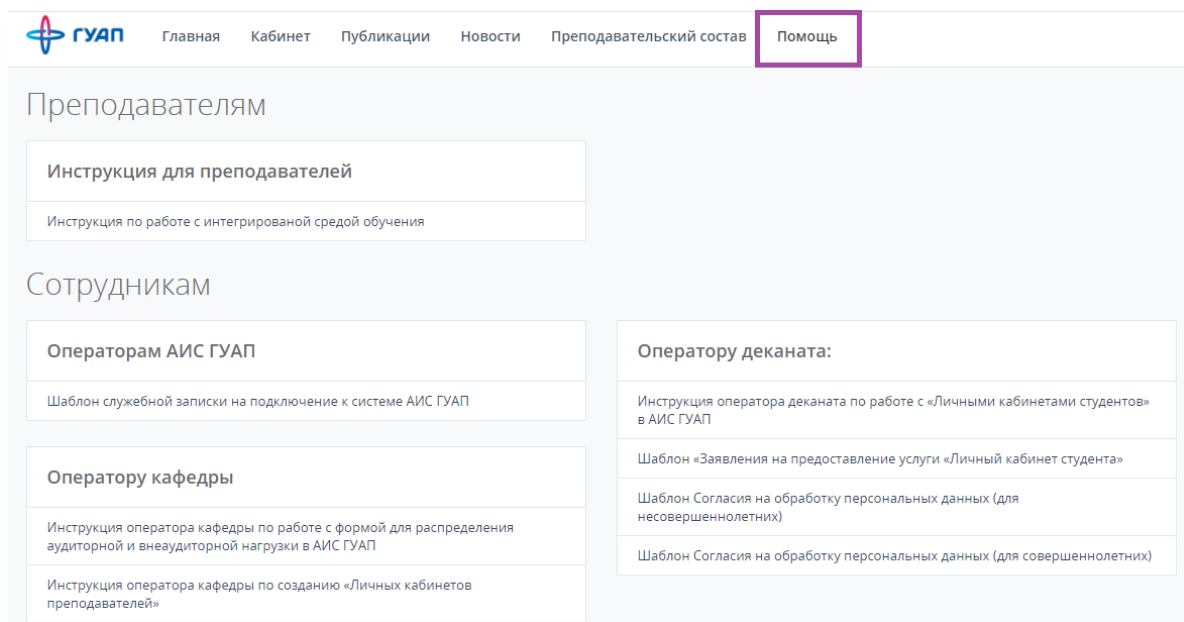 ГУАП
Главная
Кабинет
Публикации
Новости
Преподавательский состав
Помощь
Преподавателям
Инструкция для преподавателей
Инструкция по работе с интегрированой средой обучения
Сотрудникам
Операторам АИС ГУАП
Шаблон служебной записки на подключение к системе АИС ГУАП
Оператору кафедры
Инструкция оператора кафедры по работе с формой для распределения
аудиторной и внеаудиторной нагрузки в АИС ГУАП
Инструкция оператора кафедры по созданию «Личных кабинетов
преподавателей»
Оператору деканата:
Инструкция оператора деканата по работе с «Личными кабинетами студентов»
в АИС ГУАП
Шаблон «Заявления на предоставление услуги «Личный кабинет студента»
Шаблон Согласия на обработку персональных данных (для
несовершеннолетних)
Шаблон Согласия на обработку персональных данных (для совершеннолетних)